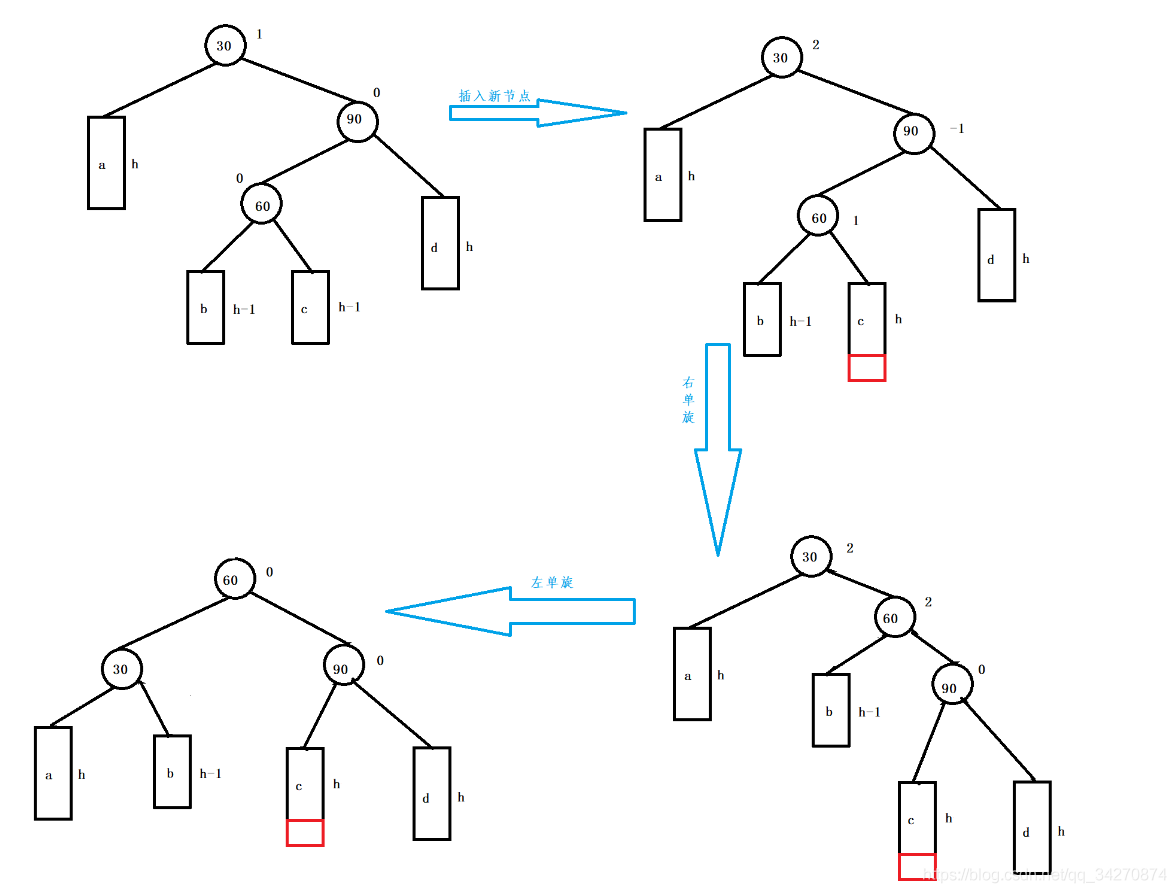 30 1
90 0
60 0
a h
b h-1
c h-1
d h
插入新节点
30 2
90 -1
60 1
a h
b h-1
c h
d h
右
单
旋
30 2
60 2
90 0
a h
b h-1
c h
d h
左单旋
60 0
30
90 0
a h
b h-1
c h
d h
https://blog.csdn.net/qq_34270874